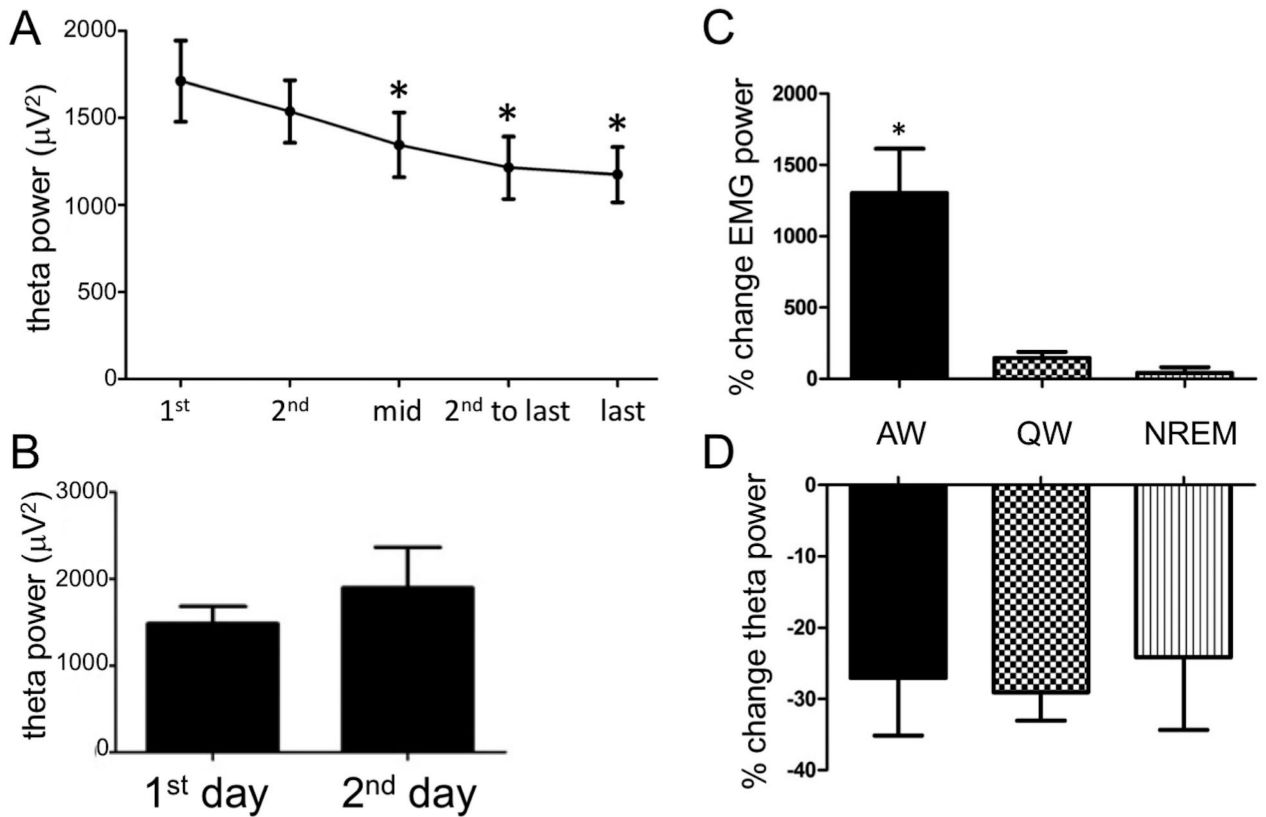 A
theta power (μV²)
2000
1500
1000
500
0
*
*
*
1st
2nd
mid
2nd to last
last
B
theta power (μV²)
3000
2000
1000
0
1st day
2nd day
C
% change EMG power
2000
1500
1000
500
0
*
AW
QW
NREM
D
% change theta power
0
-10
-20
-30
-40